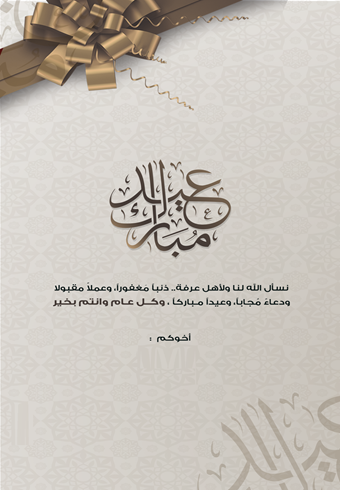 عيد
مبارك
نسأل الله لنا ولأهل عرفة.. ذنباً مغفوراً، وعملاً مقبولا
ودعاءً مُجاباً، وعيداً مباركاً ، وكل عام وانتم بخير
أخوكم :